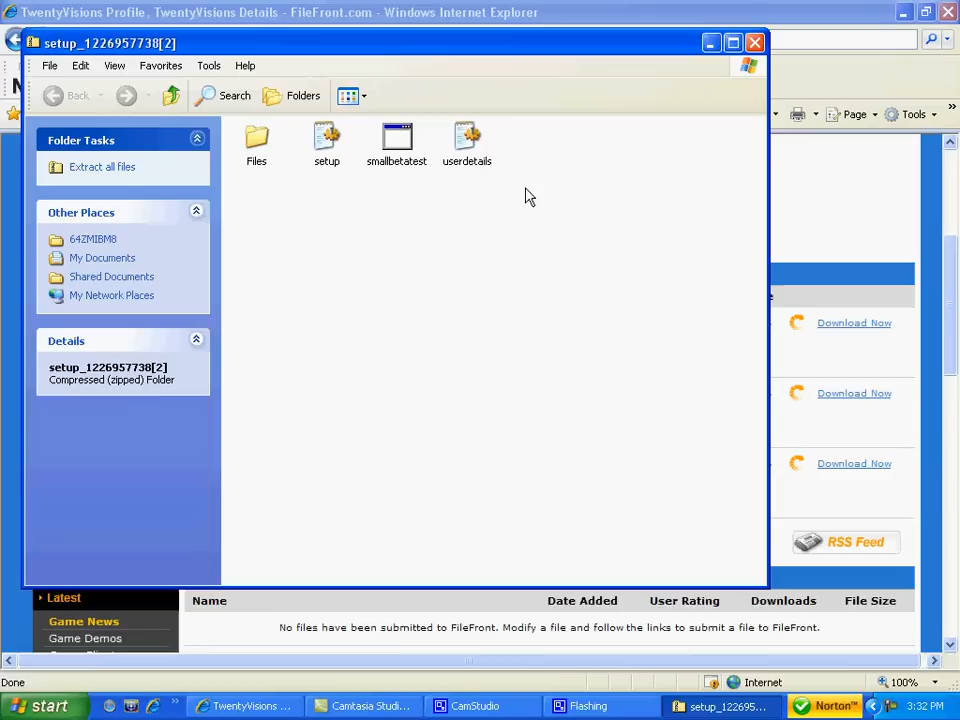 TwentyVisions Profile, TwentyVisions Details - FileFront.com - Windows Internet Explorer
setup_1226957738[2]
File Edit View Favorites Tools Help
Back Search Folders
Page Tools
Folder Tasks
Extract all files
Files setup smallbetatest userdetails
Other Places
64ZMIBM8
My Documents
Shared Documents
My Network Places
Details
setup_1226957738[2]
Compressed (zipped) Folder
Download Now
Download Now
Download Now
RSS Feed
Latest
Game News
Game Demos
Name Date Added User Rating Downloads File Size
No files have been submitted to FileFront. Modify a file and follow the links to submit a file to FileFront.
Done Internet 100%
start TwentyVisions ... Camtasia Studi... CamStudio Flashing setup_122695... Norton™ 3:32 PM